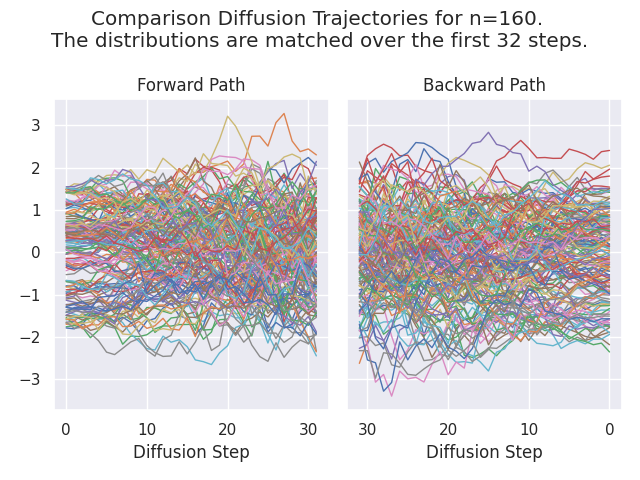 Comparison Diffusion Trajectories for n=160.
The distributions are matched over the first 32 steps.
Forward Path
Backward Path
3
2
1
0
−1
−2
−3
0 10 20 30
30 20 10 0
Diffusion Step
Diffusion Step